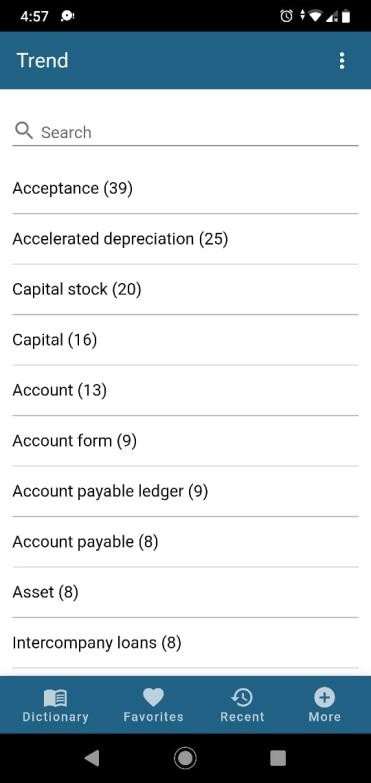 4:57
Trend
Search
Acceptance (39)
Accelerated depreciation (25)
Capital stock (20)
Capital (16)
Account (13)
Account form (9)
Account payable ledger (9)
Account payable (8)
Asset (8)
Intercompany loans (8)
Dictionary Favorites Recent More